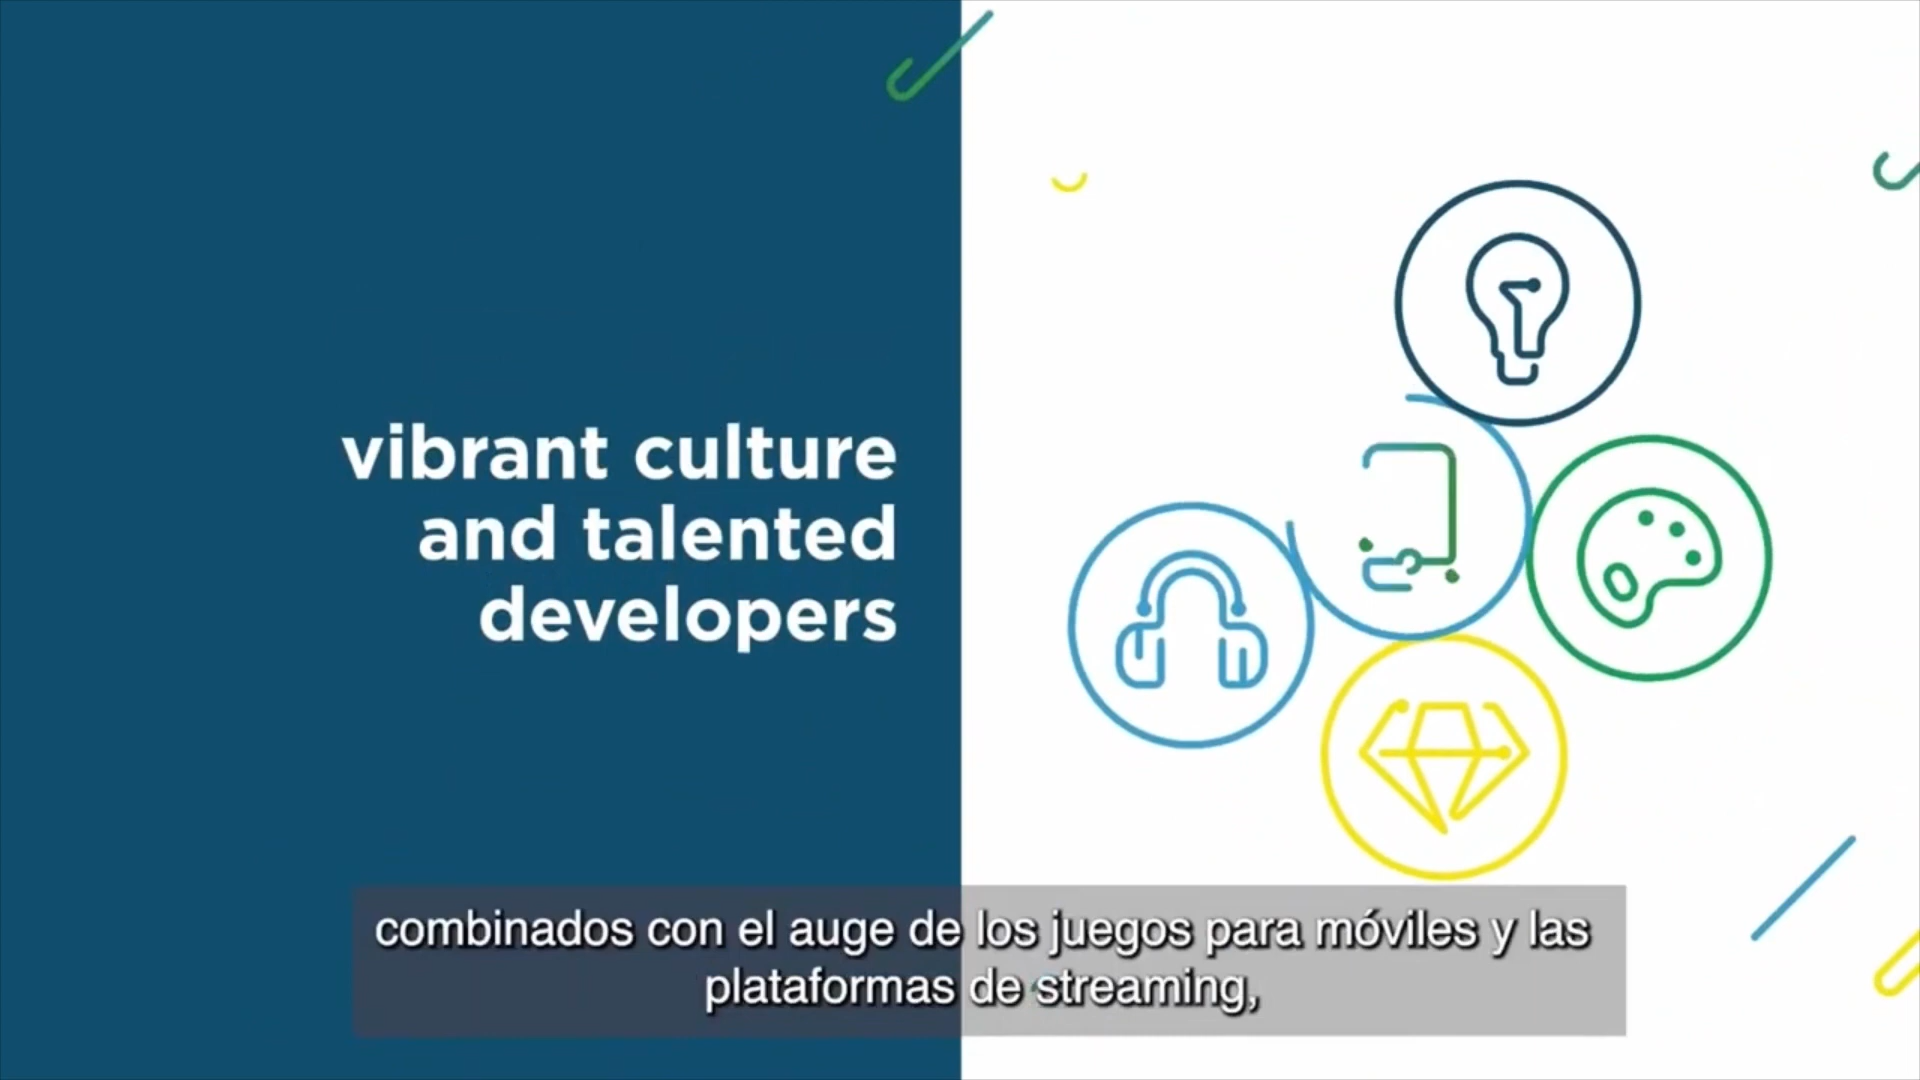 vibrant culture
and talented
developers
combinados con el auge de los juegos para móviles y las
plataformas de streaming,